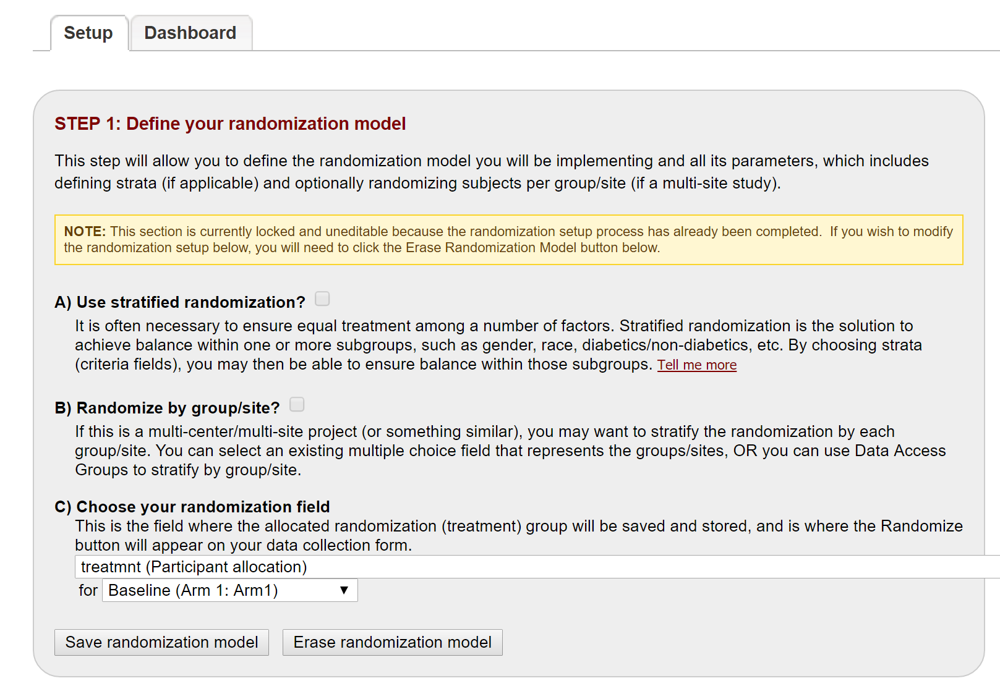 Setup
Dashboard
STEP 1: Define your randomization model
This step will allow you to define the randomization model you will be implementing and all its parameters, which includes
defining strata (if applicable) and optionally randomizing subjects per group/site (if a multi-site study).
NOTE: This section is currently locked and uneditable because the randomization setup process has already been completed.  If you wish to modify
the randomization setup below, you will need to click the Erase Randomization Model button below.
A) Use stratified randomization?
It is often necessary to ensure equal treatment among a number of factors. Stratified randomization is the solution to
achieve balance within one or more subgroups, such as gender, race, diabetics/non-diabetics, etc. By choosing strata
(criteria fields), you may then be able to ensure balance within those subgroups. Tell me more
B) Randomize by group/site?
If this is a multi-center/multi-site project (or something similar), you may want to stratify the randomization by each
group/site. You can select an existing multiple choice field that represents the groups/sites, OR you can use Data Access
Groups to stratify by group/site.
C) Choose your randomization field
This is the field where the allocated randomization (treatment) group will be saved and stored, and is where the Randomize
button will appear on your data collection form.
treatmnt (Participant allocation)
for Baseline (Arm 1: Arm1)
Save randomization model
Erase randomization model